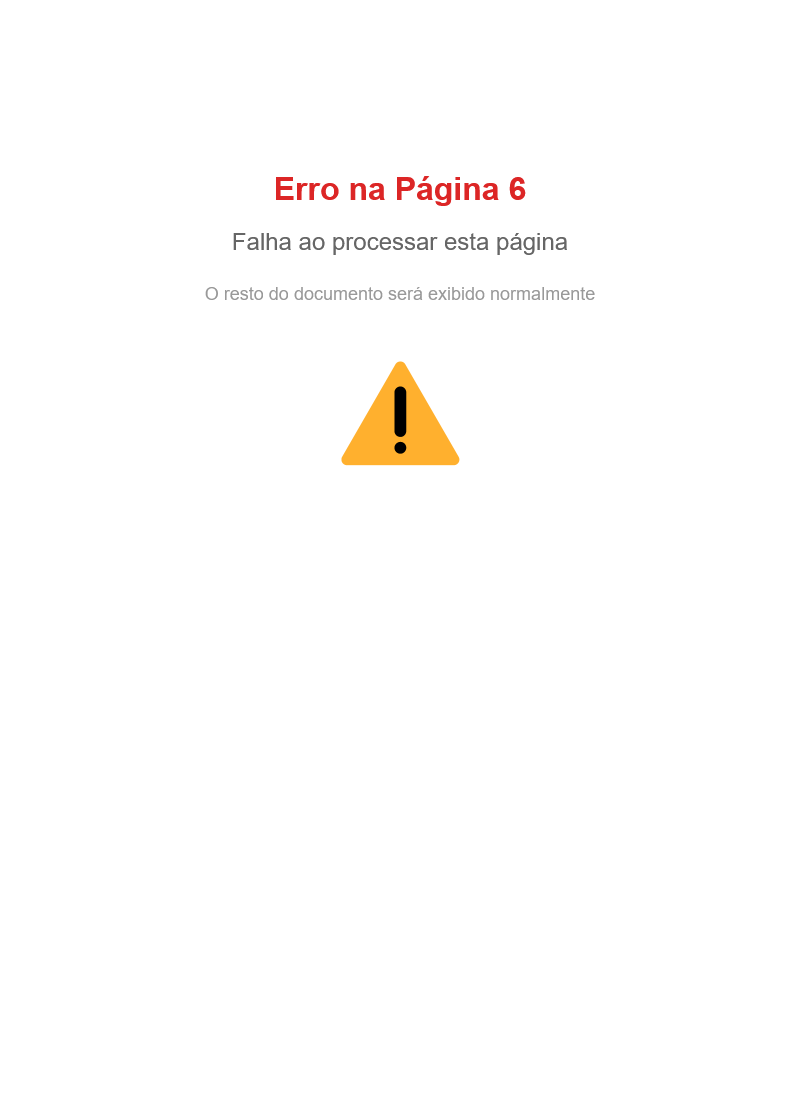 Erro na Página 6
Falha ao processar esta página
O resto do documento será exibido normalmente